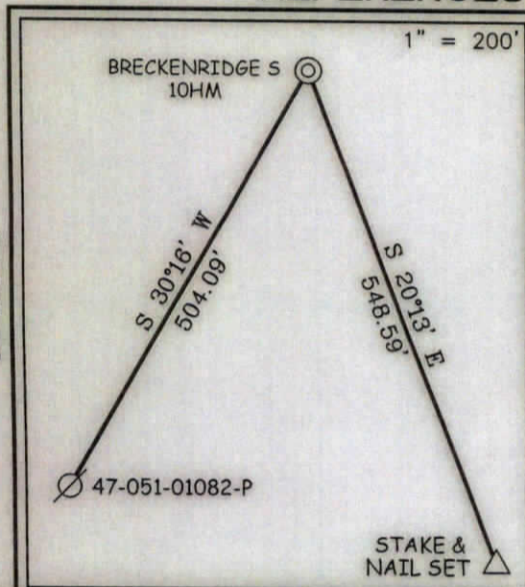 1" = 200'
BRECKENRIDGE S
10HM
S 30°16' W
504.09'
S 20°13' E
548.59'
47-051-01082-P
STAKE &
NAIL SET